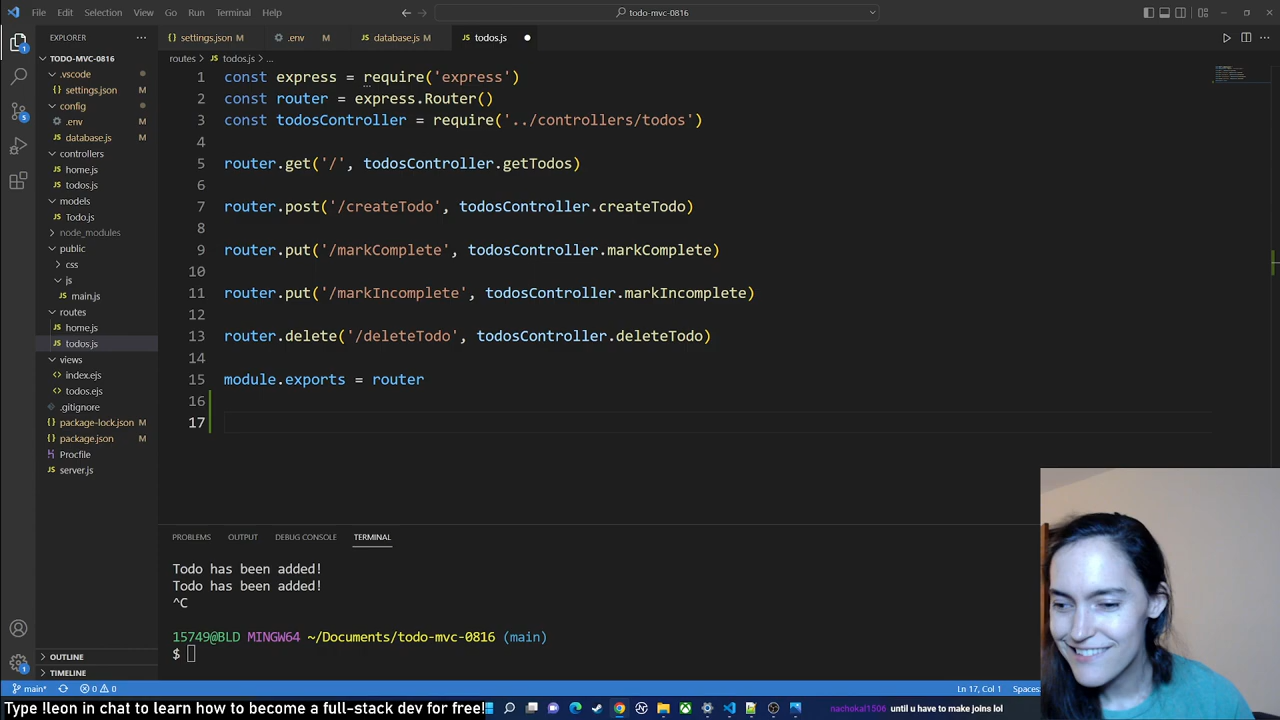 File Edit Selection View Go Run Terminal Help
todo-mvc-0816
EXPLORER
settings.json M
.env M
database.js M
todos.js
TODO-MVC-0816
.vscode
settings.json M
config
.env M
database.js M
controllers
home.js
todos.js
models
Todo.js
node_modules
public
css
js
main.js
routes
home.js
todos.js
views
index.ejs
todos.ejs
.gitignore
package-lock.json M
package.json M
Procfile
server.js
OUTLINE
TIMELINE
routes > todos.js > ...
1 const express = require('express')
2 const router = express.Router()
3 const todosController = require('../controllers/todos')
4
5 router.get('/', todosController.getTodos)
6
7 router.post('/createTodo', todosController.createTodo)
8
9 router.put('/markComplete', todosController.markComplete)
10
11 router.put('/markIncomplete', todosController.markIncomplete)
12
13 router.delete('/deleteTodo', todosController.deleteTodo)
14
15 module.exports = router
16
17
PROBLEMS OUTPUT DEBUG CONSOLE TERMINAL
Todo has been added!
Todo has been added!
^C
15749@BLD MINGW64 ~/Documents/todo-mvc-0816 (main)
$
main* 0 0
Ln 17, Col 1 Spaces:
Type !leon in chat to learn how to become a full-stack dev for free!
nachokal1506 until u have to make joins lol